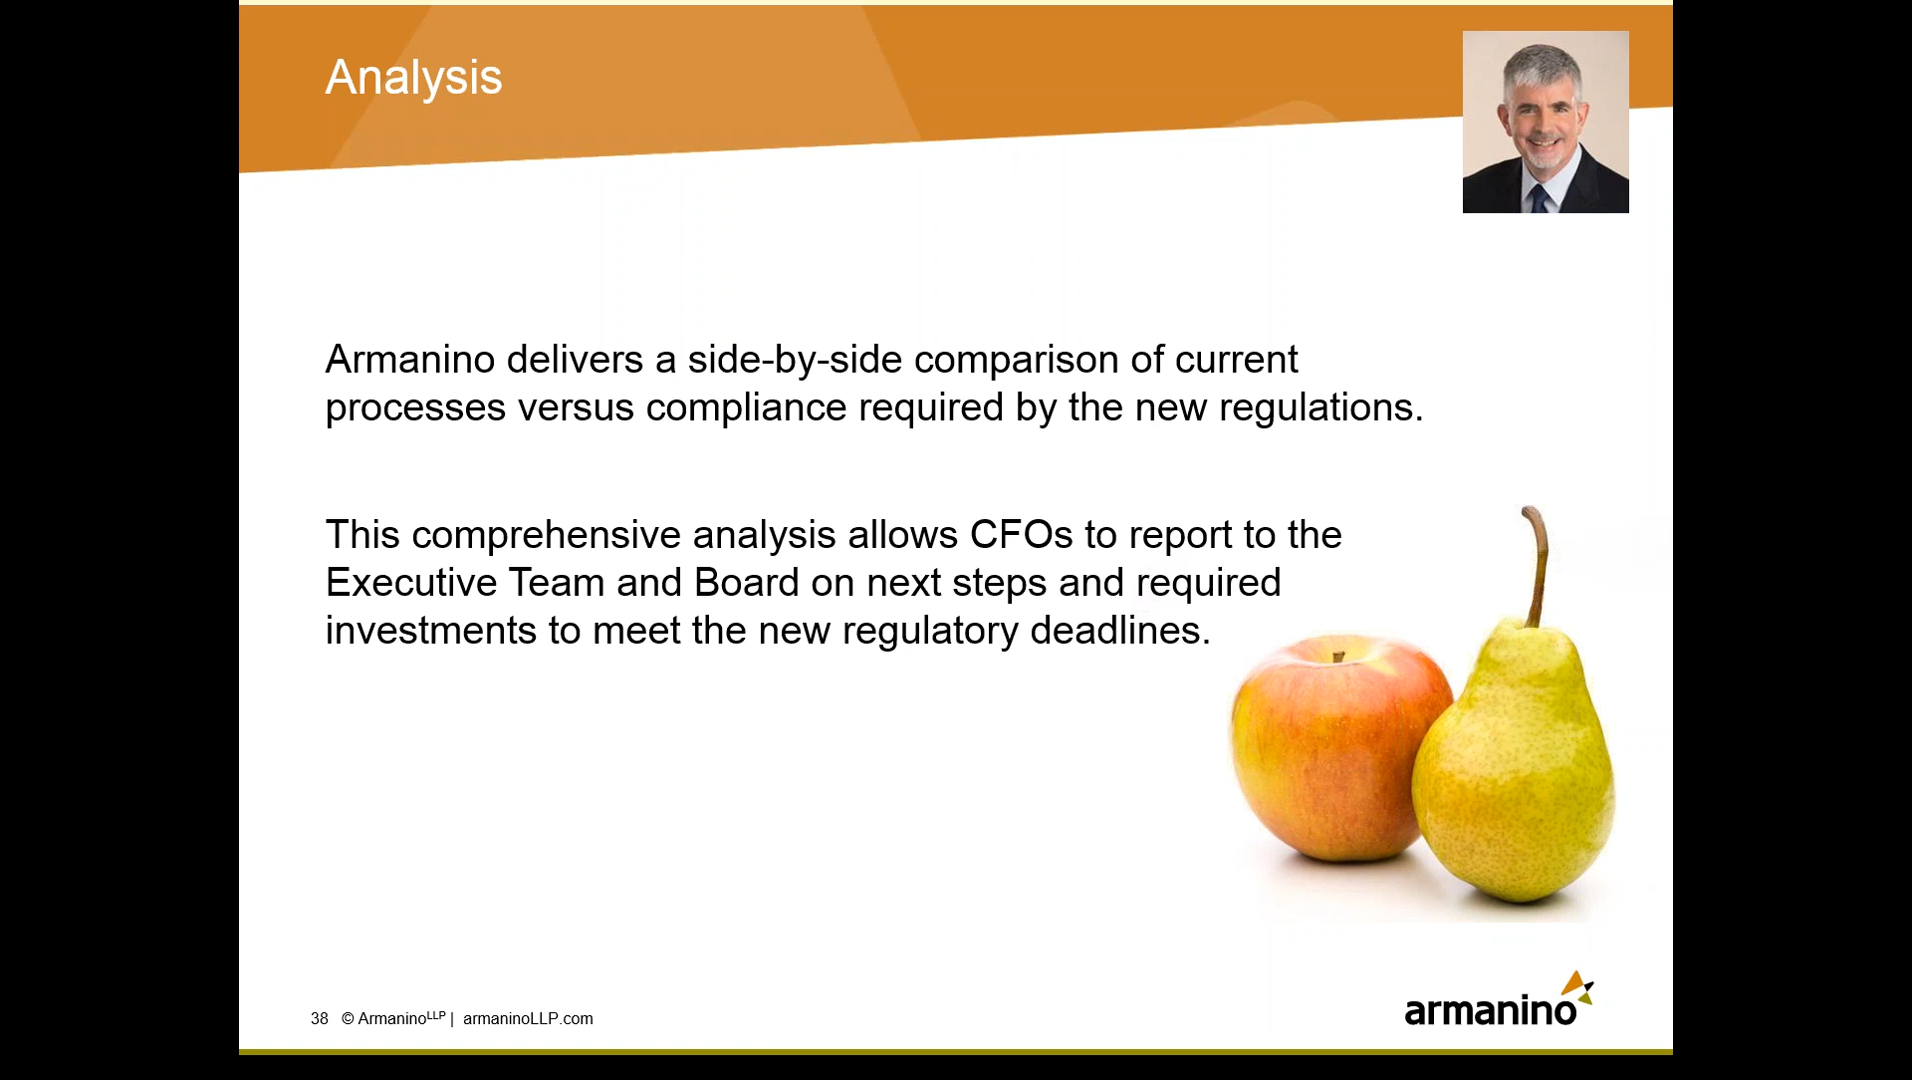 Analysis
Armanino delivers a side-by-side comparison of current
processes versus compliance required by the new regulations.
This comprehensive analysis allows CFOs to report to the
Executive Team and Board on next steps and required
investments to meet the new regulatory deadlines.
38 © ArmaninoLLP | armaninoLLP.com
armanino